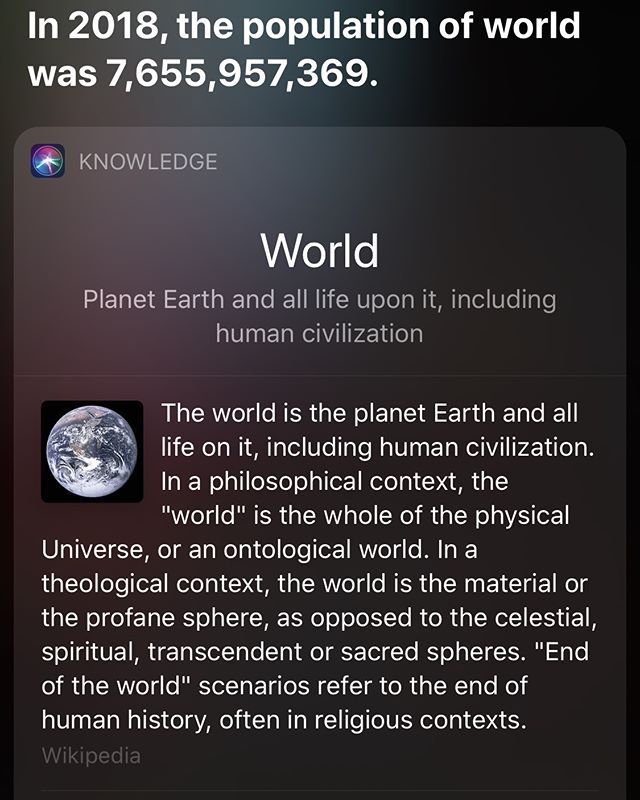 In 2018, the population of world
was 7,655,957,369.
KNOWLEDGE
World
Planet Earth and all life upon it, including
human civilization
The world is the planet Earth and all
life on it, including human civilization.
In a philosophical context, the
"world" is the whole of the physical
Universe, or an ontological world. In a
theological context, the world is the material or
the profane sphere, as opposed to the celestial,
spiritual, transcendent or sacred spheres. "End
of the world" scenarios refer to the end of
human history, often in religious contexts.
Wikipedia